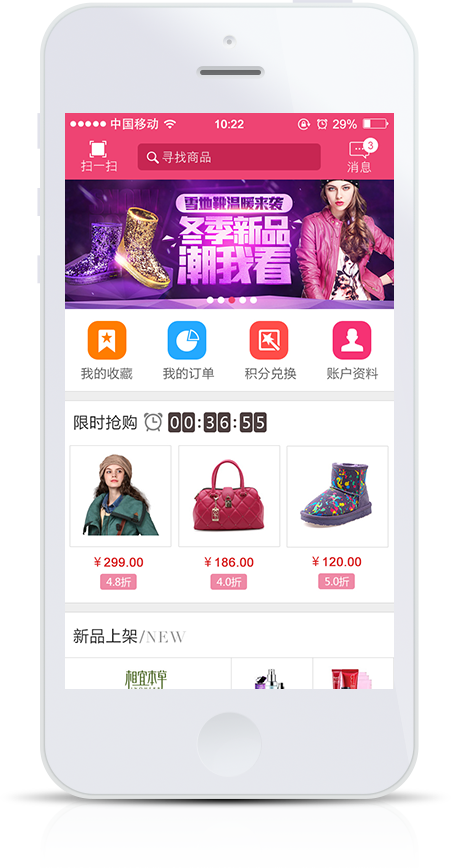 中国移动 10:22 29%
扫一扫 寻找商品 消息 3
雪地靴温暖来袭
冬季新品
潮我看
我的收藏 我的订单 积分兑换 账户资料
限时抢购 00:36:55
¥299.00 ¥186.00 ¥120.00
4.8折 4.0折 5.0折
新品上架/NEW
相宜本草